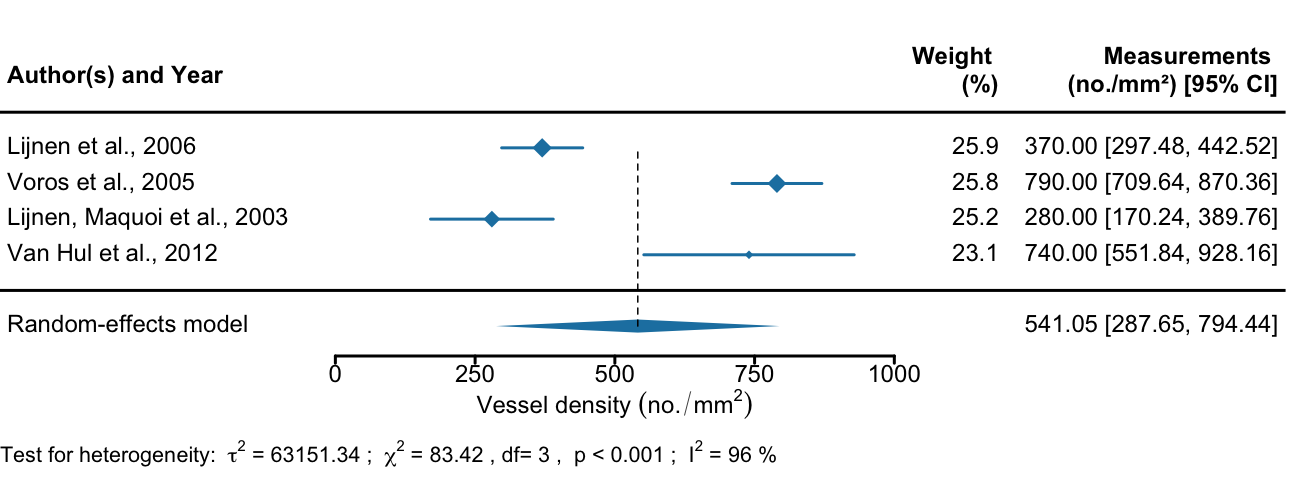 Author(s) and Year Weight (%) Measurements (no./mm²) [95% CI]
Lijnen et al., 2006 25.9 370.00 [297.48, 442.52]
Voros et al., 2005 25.8 790.00 [709.64, 870.36]
Lijnen, Maquoi et al., 2003 25.2 280.00 [170.24, 389.76]
Van Hul et al., 2012 23.1 740.00 [551.84, 928.16]
Random-effects model 541.05 [287.65, 794.44]
0 250 500 750 1000
Vessel density (no./mm²)
Test for heterogeneity: τ² = 63151.34 ; χ² = 83.42 , df= 3 , p < 0.001 ; I² = 96 %